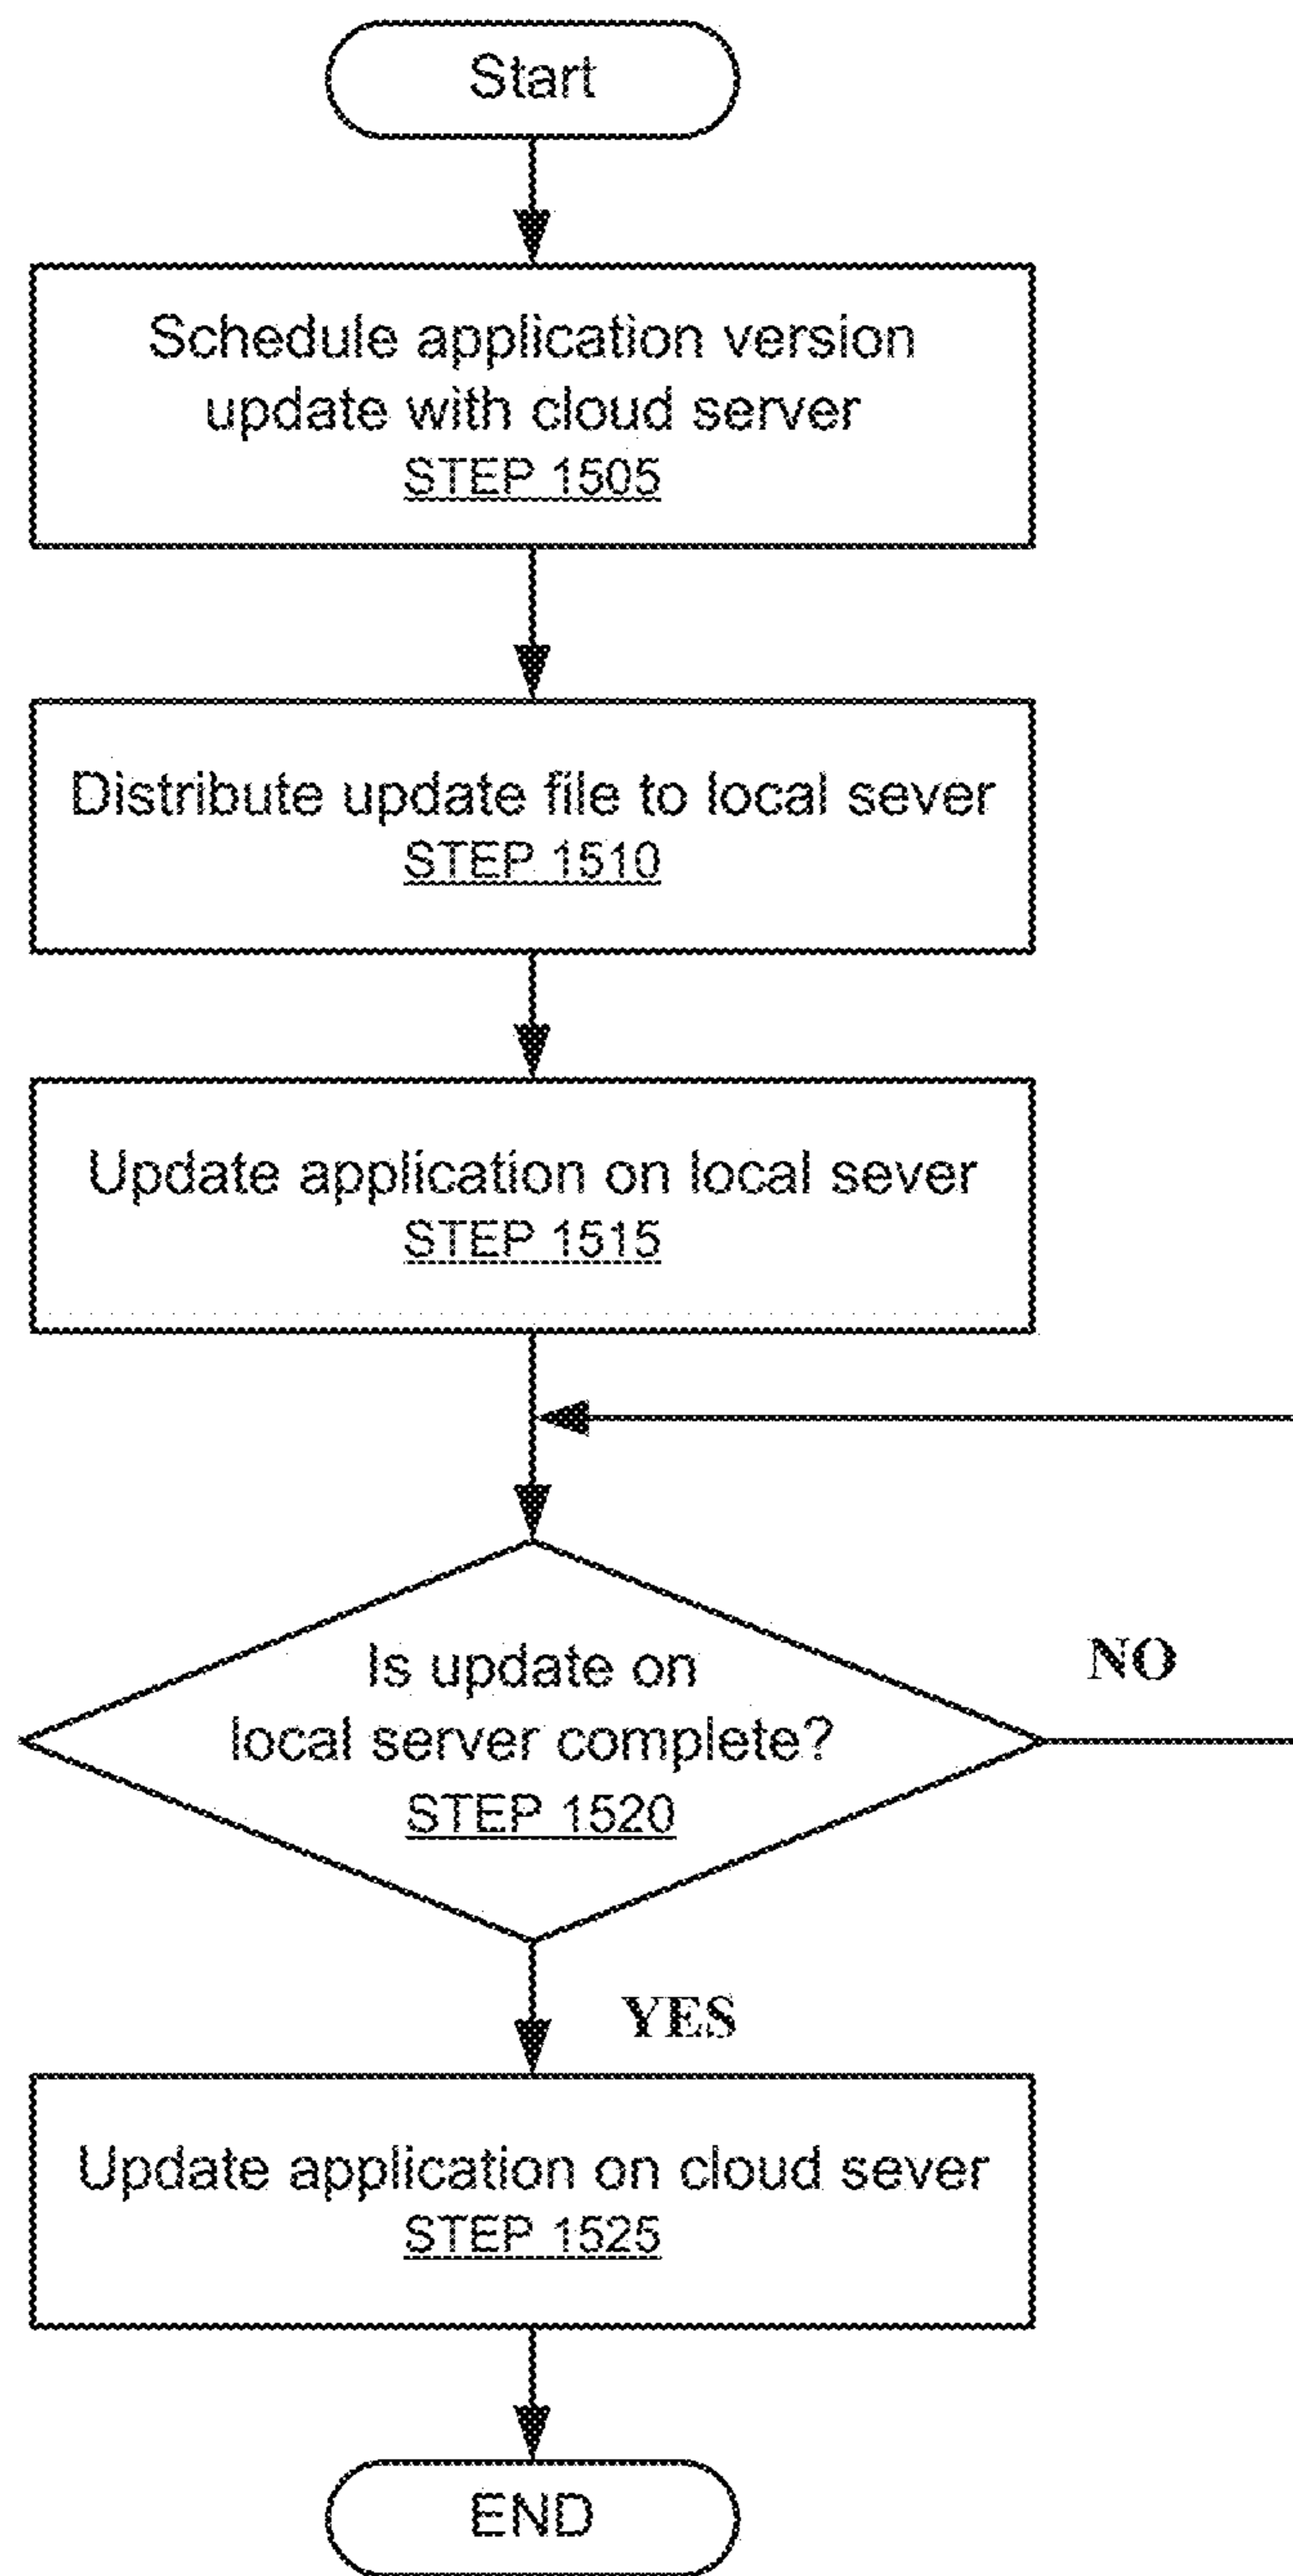 Start
Schedule application version
update with cloud server
STEP 1505
Distribute update file to local sever
STEP 1510
Update application on local sever
STEP 1515
Is update on
local server complete?
STEP 1520
NO
YES
Update application on cloud sever
STEP 1525
END